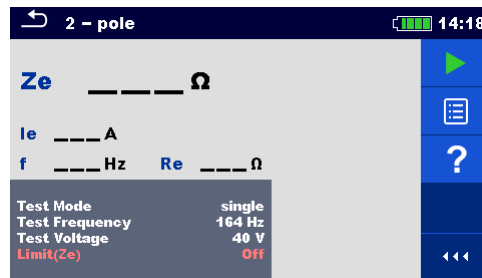 2 – pole 14:18
Ze ___ Ω
Ie ___ A
f ___ Hz Re ___ Ω
?
Test Mode single
Test Frequency 164 Hz
Test Voltage 40 V
Limit(Ze) Off